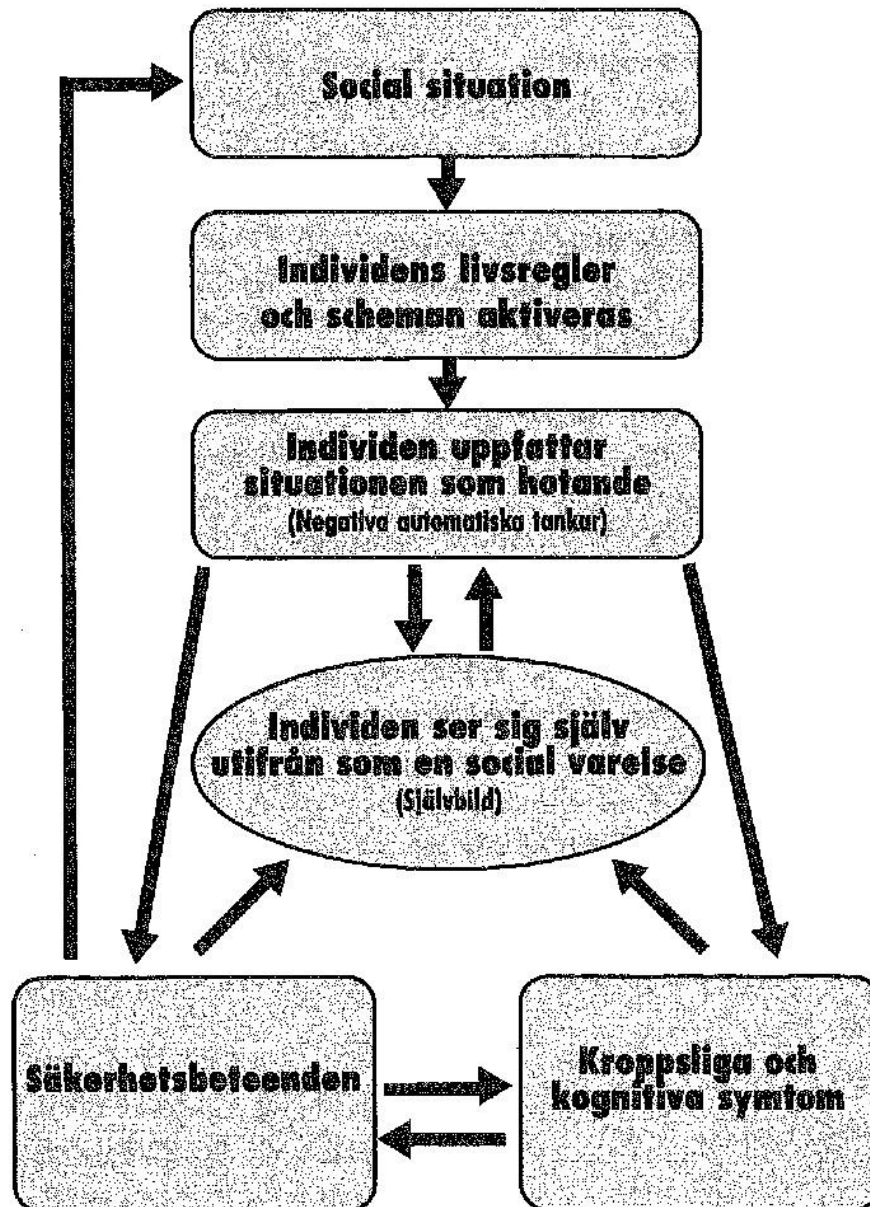 Social situation
Individens livsregler
och scheman aktiveras
Individen uppfattar
situationen som hotande
(Negativa automatiska tankar)
Individen ser sig själv
utifrån som en social varelse
(Självbild)
Säkerhetsbeteenden
Kroppsliga och
kognitiva symtom